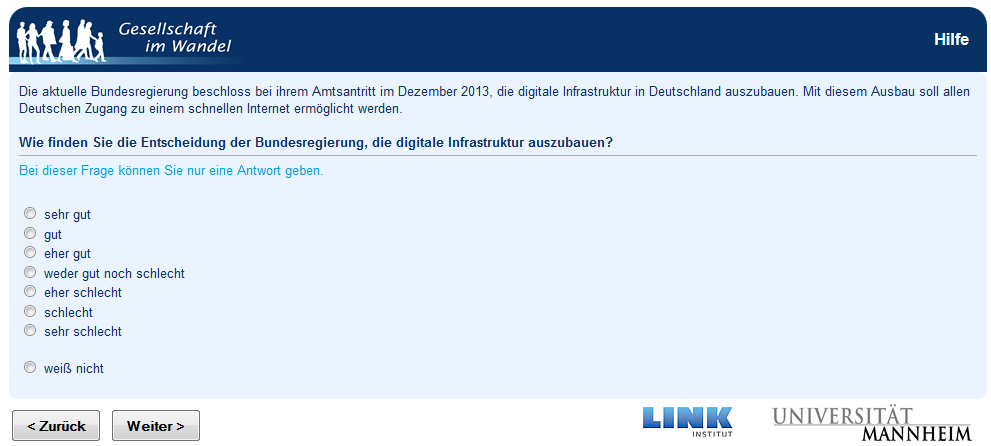 Gesellschaft
im Wandel
Hilfe
Die aktuelle Bundesregierung beschloss bei ihrem Amtsantritt im Dezember 2013, die digitale Infrastruktur in Deutschland auszubauen. Mit diesem Ausbau soll allen
Deutschen Zugang zu einem schnellen Internet ermöglicht werden.
Wie finden Sie die Entscheidung der Bundesregierung, die digitale Infrastruktur auszubauen?
Bei dieser Frage können Sie nur eine Antwort geben.
sehr gut
gut
eher gut
weder gut noch schlecht
eher schlecht
schlecht
sehr schlecht
weiß nicht
< Zurück
Weiter >
LINK
INSTITUT
UNIVERSITÄT
MANNHEIM